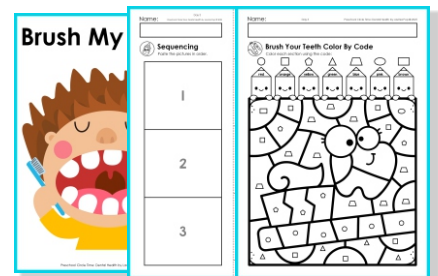 Brush My
Name:
Sequencing
Paste the pictures in order.
1
2
3
Name:
Brush Your Teeth Color By Code
Color each section using the code.
red orange yellow green blue pink brown